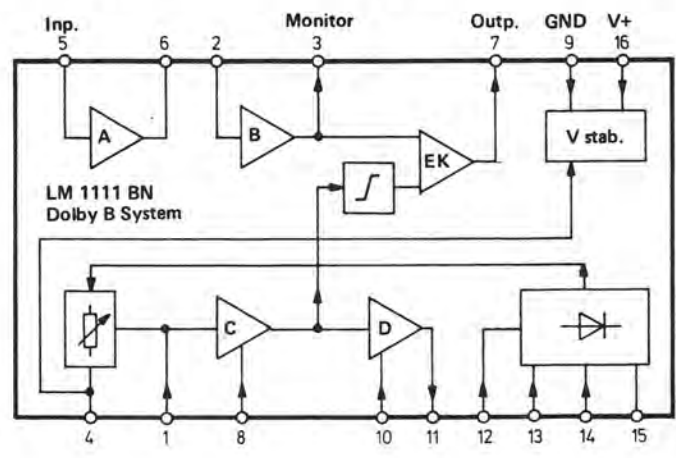 Inp.
Monitor
Outp.
GND
V+
5
6
2
3
7
9
16
A
B
EK
V stab.
LM 1111 BN
Dolby B System
C
D
4
1
8
10
11
12
13
14
15